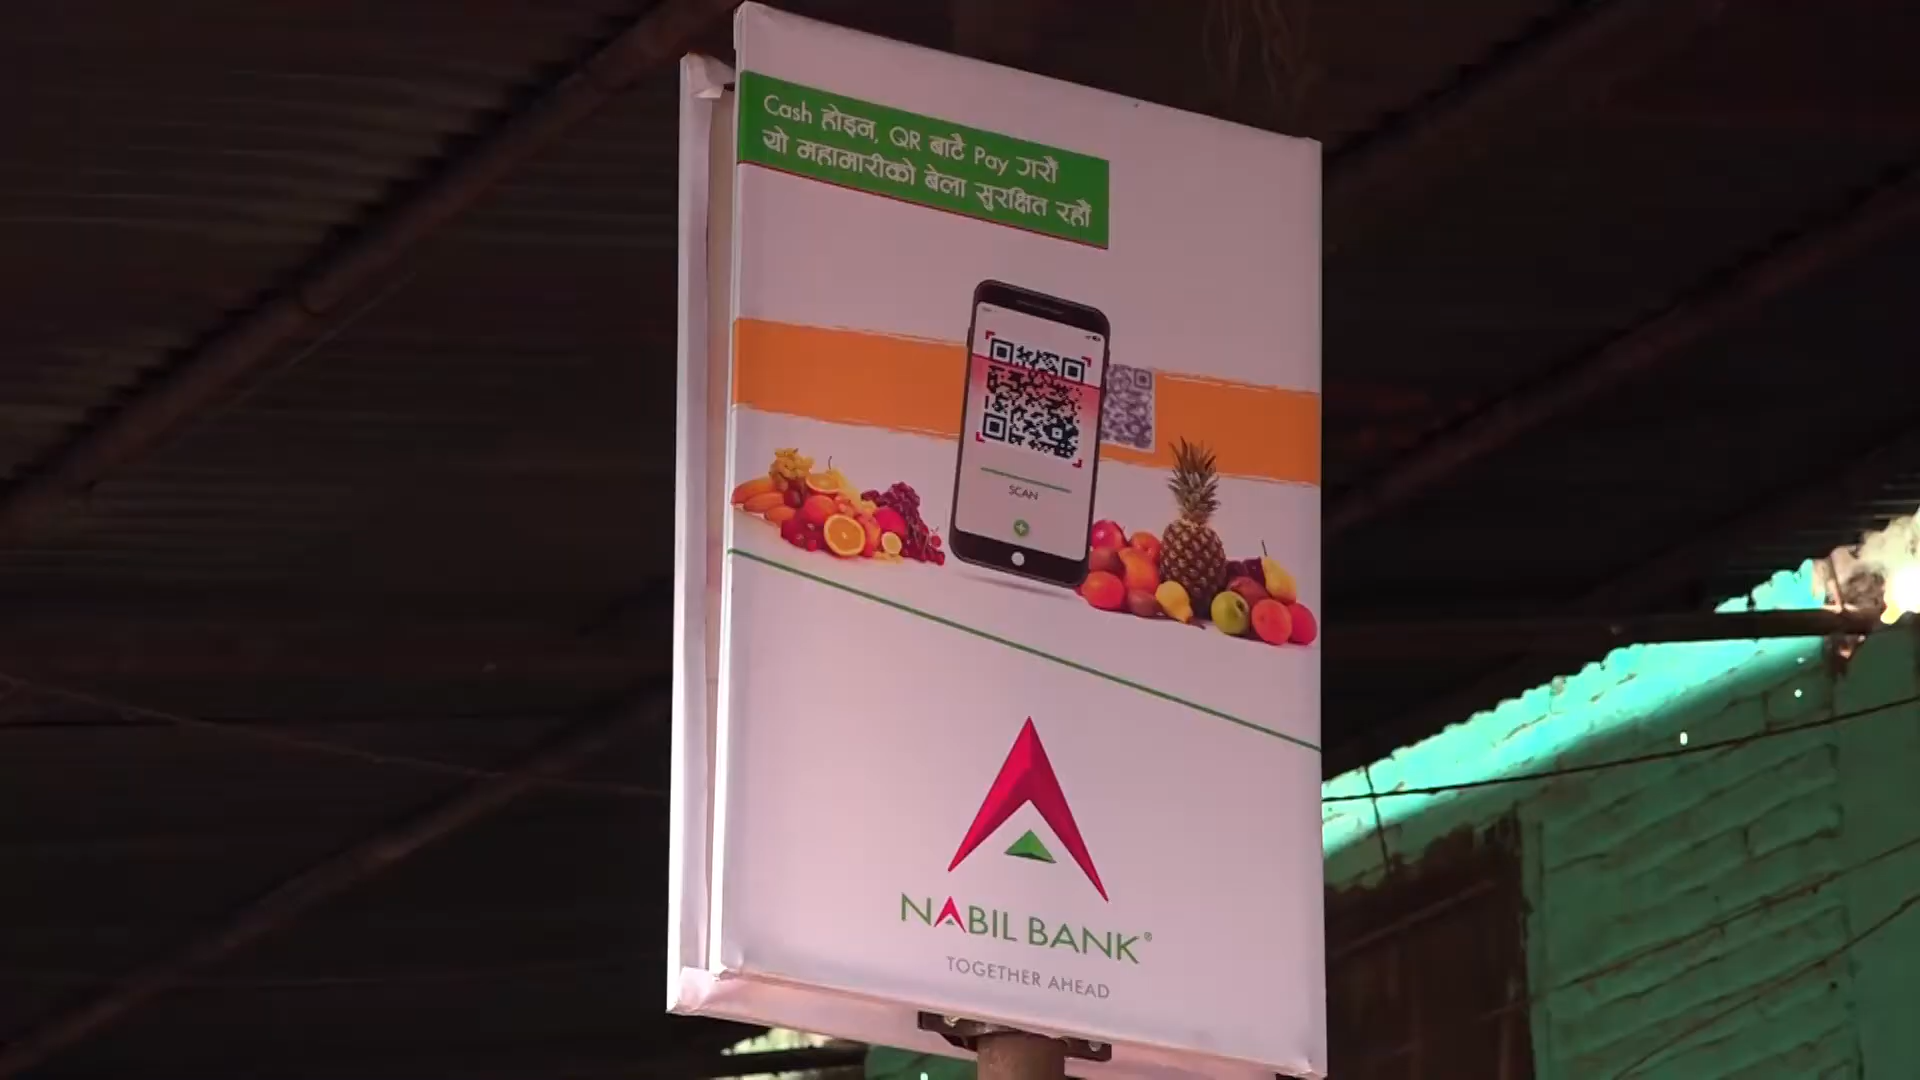 Cash होइन, QR बाटै Pay गरौं
यो महामारीको बेला सुरक्षित रहौं
SCAN
NABIL BANK®
TOGETHER AHEAD